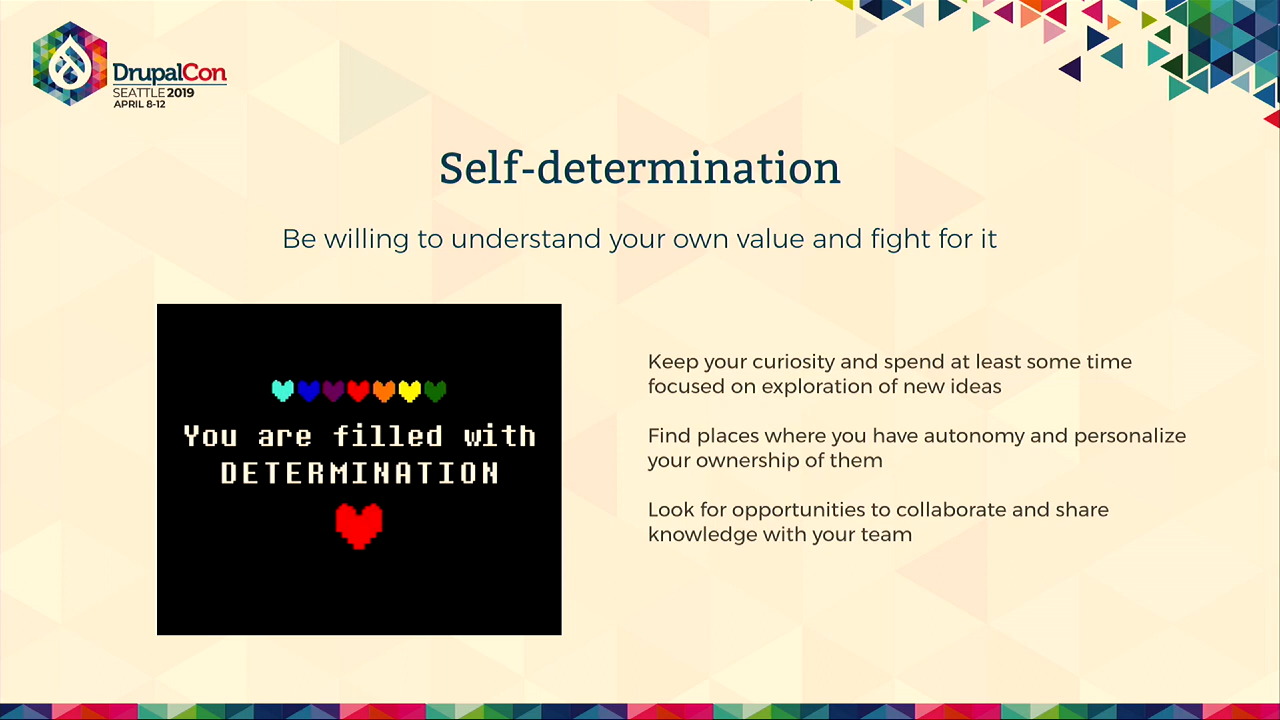 DrupalCon
SEATTLE 2019
APRIL 8-12
Self-determination
Be willing to understand your own value and fight for it
You are filled with
DETERMINATION
Keep your curiosity and spend at least some time
focused on exploration of new ideas
Find places where you have autonomy and personalize
your ownership of them
Look for opportunities to collaborate and share
knowledge with your team